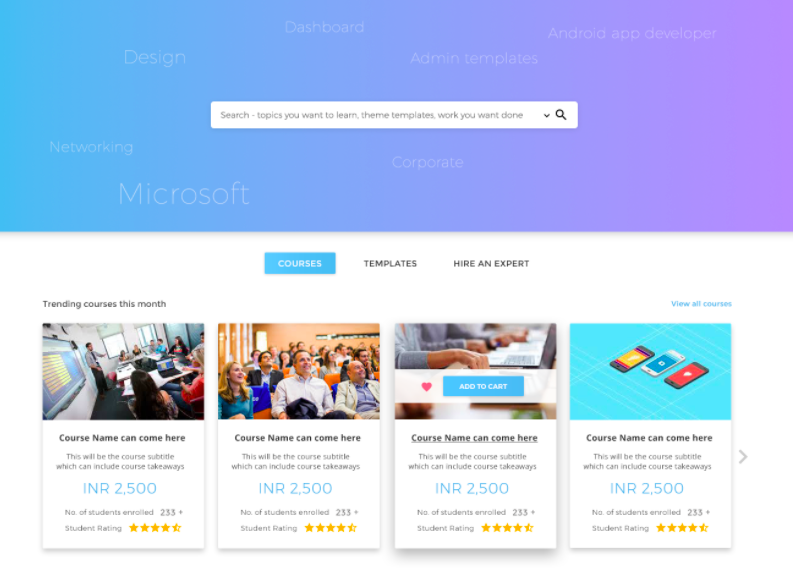 Dashboard
Android app developer
Design
Admin templates
Search - topics you want to learn, theme templates, work you want done
Networking
Corporate
Microsoft
COURSES
TEMPLATES
HIRE AN EXPERT
Trending courses this month
View all courses
ADD TO CART
Course Name can come here
This will be the course subtitle
which can include course takeaways
INR 2,500
No. of students enrolled 233 +
Student Rating
Course Name can come here
This will be the course subtitle
which can include course takeaways
INR 2,500
No. of students enrolled 233 +
Student Rating
Course Name can come here
This will be the course subtitle
which can include course takeaways
INR 2,500
No. of students enrolled 233 +
Student Rating
Course Name can come here
This will be the course subtitle
which can include course takeaways
INR 2,500
No. of students enrolled 233 +
Student Rating